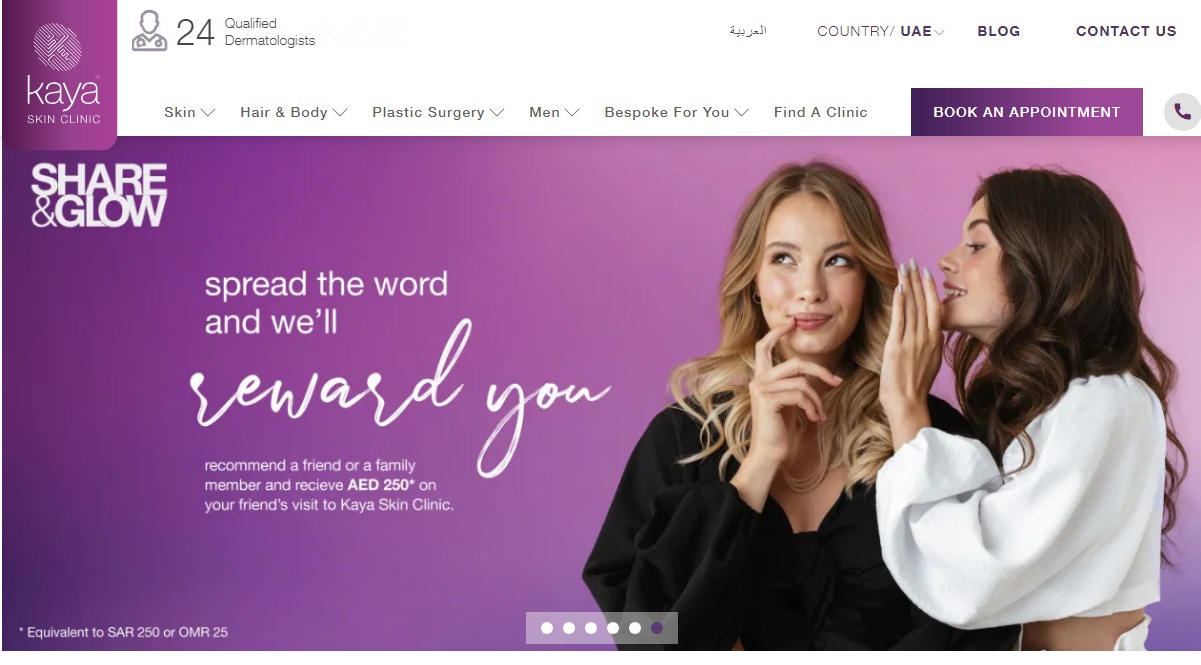 kaya
SKIN CLINIC
24
Qualified
Dermatologists
العربية
COUNTRY/ UAE
BLOG
CONTACT US
Skin
Hair & Body
Plastic Surgery
Men
Bespoke For You
Find A Clinic
BOOK AN APPOINTMENT
SHARE
&GLOW
spread the word
and we'll
reward you
recommend a friend or a family
member and recieve AED 250* on
your friend's visit to Kaya Skin Clinic.
* Equivalent to SAR 250 or OMR 25